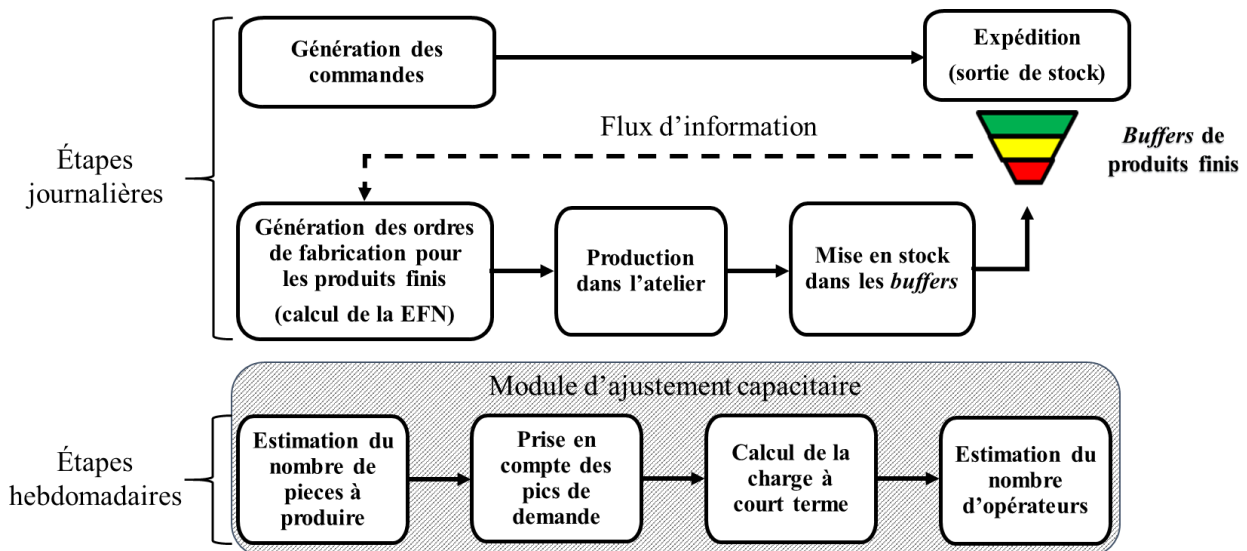 Génération des
commandes
Expédition
(sortie de stock)
Flux d’information
Buffers de
produits finis
Étapes
journalières
Génération des ordres
de fabrication pour
les produits finis
(calcul de la EFN)
Production
dans l’atelier
Mise en stock
dans les buffers
Module d’ajustement capacitaire
Étapes
hebdomadaires
Estimation du
nombre de
pieces à
produire
Prise en
compte des
pics de
demande
Calcul de la
charge à
court terme
Estimation du
nombre
d’opérateurs